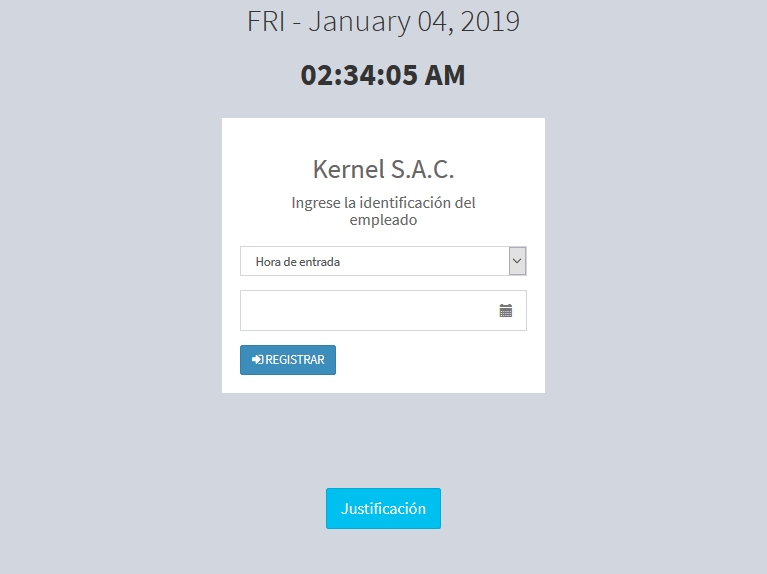 FRI - January 04, 2019
02:34:05 AM
Kernel S.A.C.
Ingrese la identificación del
empleado
Hora de entrada
REGISTRAR
Justificación